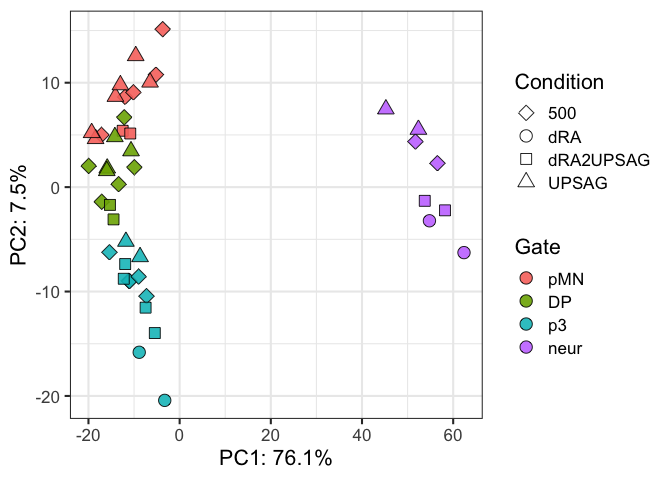 10
0
-10
-20
-20
0
20
40
60
PC1: 76.1%
PC2: 7.5%
Condition
500
dRA
dRA2UPSAG
UPSAG
Gate
pMN
DP
p3
neur